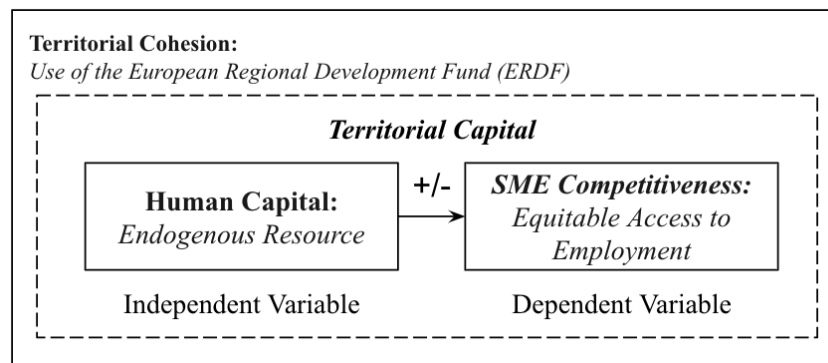 Territorial Cohesion:
Use of the European Regional Development Fund (ERDF)
Territorial Capital
Human Capital:
Endogenous Resource
+/-
SME Competitiveness:
Equitable Access to
Employment
Independent Variable
Dependent Variable